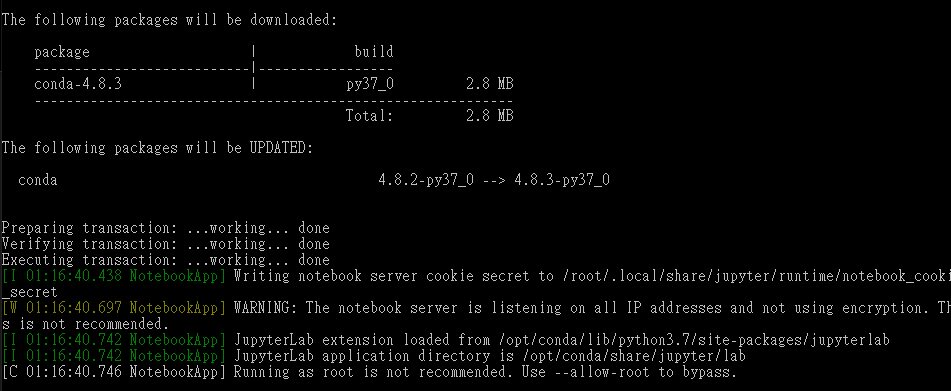 The following packages will be downloaded:
package | build
---------------------------|-----------------
conda-4.8.3 | py37_0 2.8 MB
------------------------------------------------------------
Total: 2.8 MB
The following packages will be UPDATED:
conda 4.8.2-py37_0 --> 4.8.3-py37_0
Preparing transaction: ...working... done
Verifying transaction: ...working... done
Executing transaction: ...working... done
[I 01:16:40.438 NotebookApp] Writing notebook server cookie secret to /root/.local/share/jupyter/runtime/notebook_cooki
_secret
[W 01:16:40.697 NotebookApp] WARNING: The notebook server is listening on all IP addresses and not using encryption. Th
s is not recommended.
[I 01:16:40.742 NotebookApp] JupyterLab extension loaded from /opt/conda/lib/python3.7/site-packages/jupyterlab
[I 01:16:40.742 NotebookApp] JupyterLab application directory is /opt/conda/share/jupyter/lab
[C 01:16:40.746 NotebookApp] Running as root is not recommended. Use --allow-root to bypass.